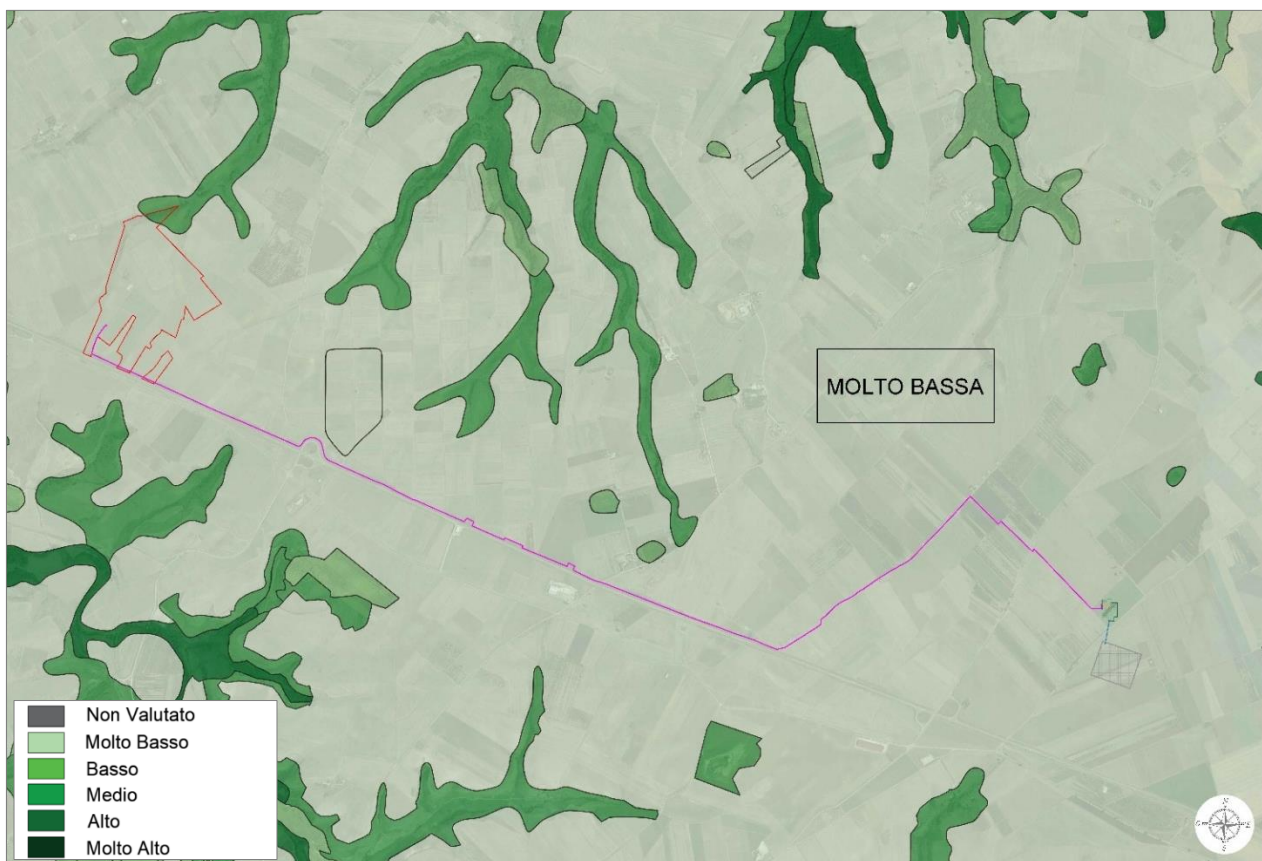 MOLTO BASSA
Non Valutato
Molto Basso
Basso
Medio
Alto
Molto Alto